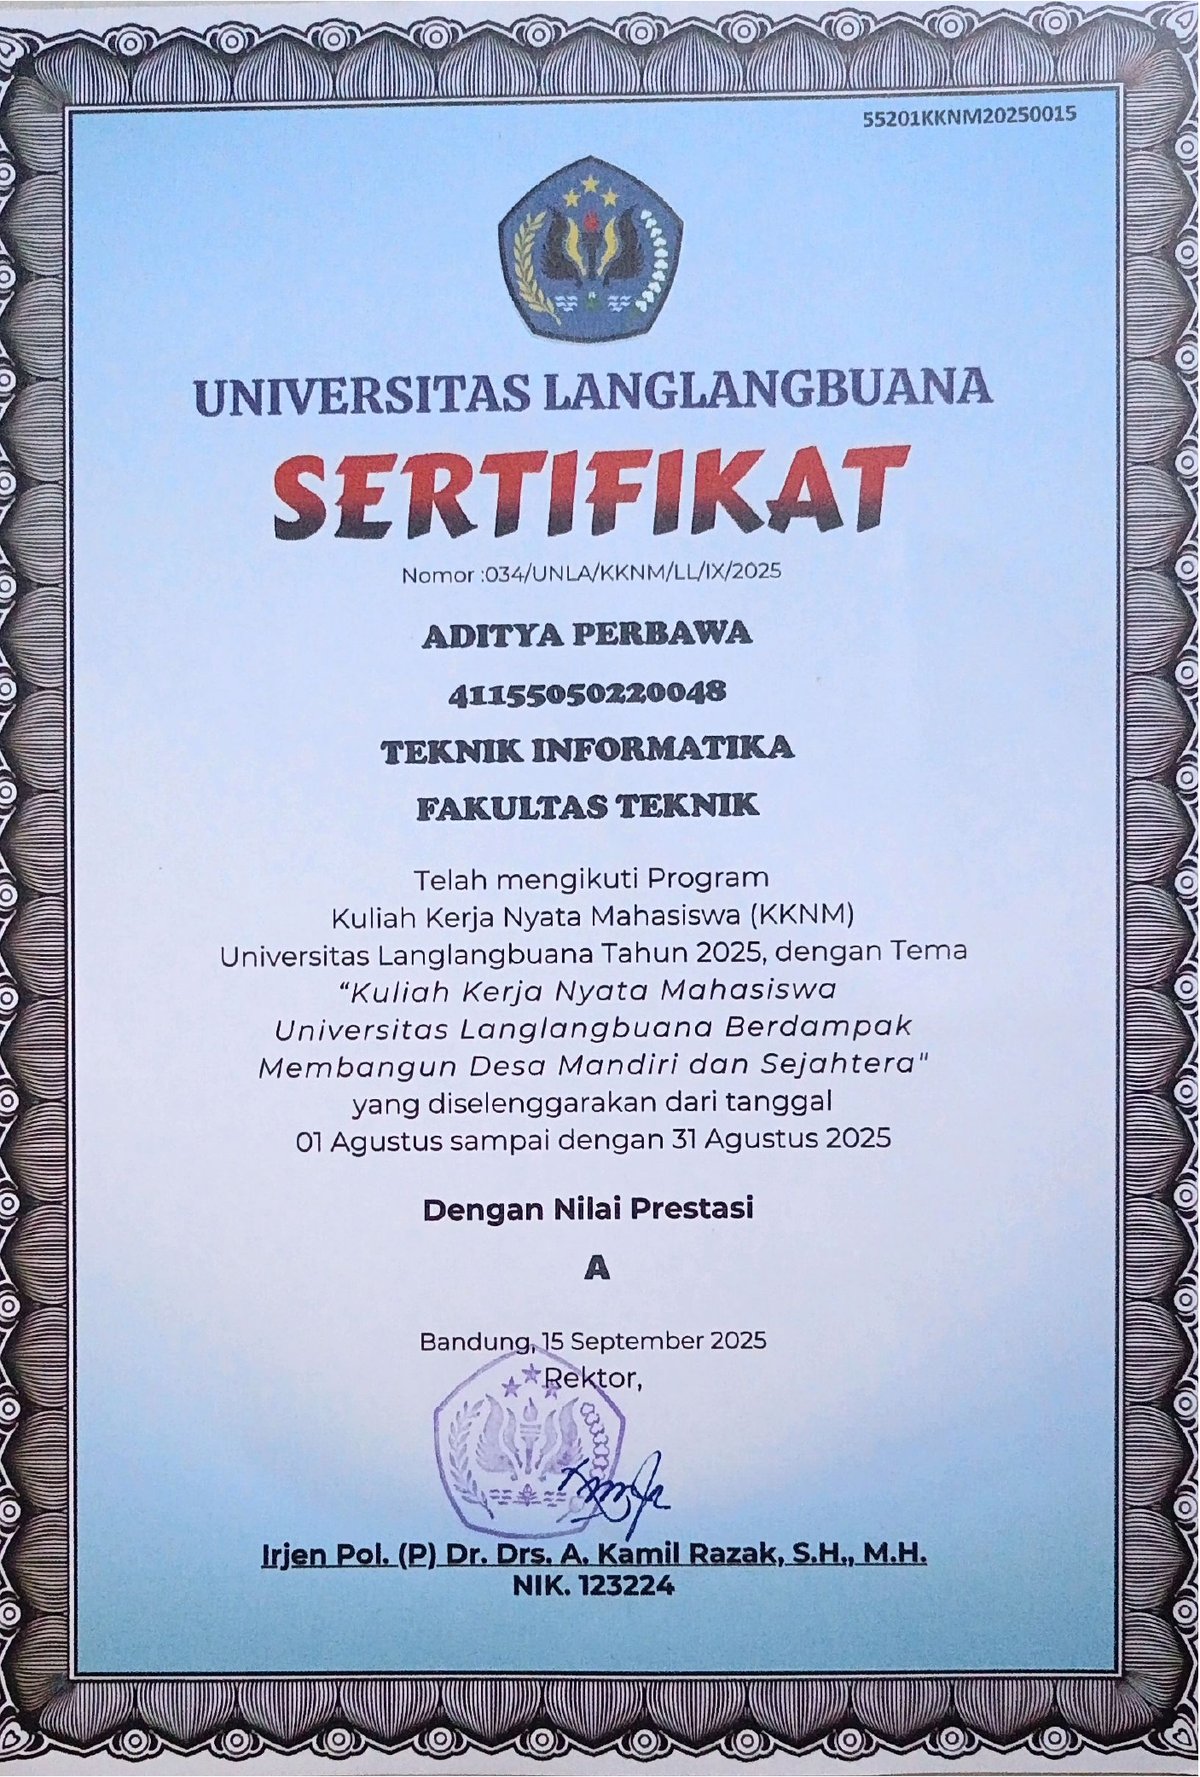 55201KKNM20250015
UNIVERSITAS LANGLANGBUANA
SERTIFIKAT
Nomor :034/UNLA/KKNM/LL/IX/2025
ADITYA PERBAWA
41155050220048
TEKNIK INFORMATIKA
FAKULTAS TEKNIK
Telah mengikuti Program
Kuliah Kerja Nyata Mahasiswa (KKNM)
Universitas Langlangbuana Tahun 2025, dengan Tema
“Kuliah Kerja Nyata Mahasiswa
Universitas Langlangbuana Berdampak
Membangun Desa Mandiri dan Sejahtera"
yang diselenggarakan dari tanggal
01 Agustus sampai dengan 31 Agustus 2025
Dengan Nilai Prestasi
A
Bandung, 15 September 2025
Rektor,
Irjen Pol. (P) Dr. Drs. A. Kamil Razak, S.H., M.H.
NIK. 123224